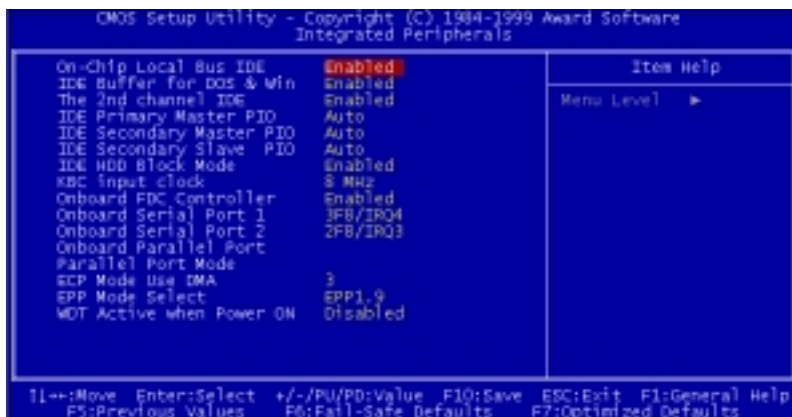 CMOS Setup Utility - Copyright (C) 1984-1999 Award Software
Integrated Peripherals
On-Chip Local Bus IDE Enabled
IDE Buffer for DOS & Win Enabled
The 2nd channel IDE Enabled
IDE Primary Master PIO Auto
IDE Secondary Master PIO Auto
IDE Secondary Slave PIO Auto
IDE HDD Block Mode Enabled
KBC input clock 8 MHz
Onboard FDC Controller Enabled
Onboard Serial Port 1 3F8/IRQ4
Onboard Serial Port 2 2F8/IRQ3
Onboard Parallel Port
Parallel Port Mode
ECP Mode Use DMA 3
EPP Mode Select EPP1.9
WDT Active when Power ON Disabled
Item Help
Menu Level ►
↑↓→←:Move Enter:Select +/-/PU/PD:Value F10:Save ESC:Exit F1:General Help
F5:Previous Values F6:Fail-Safe Defaults F7:Optimized Defaults